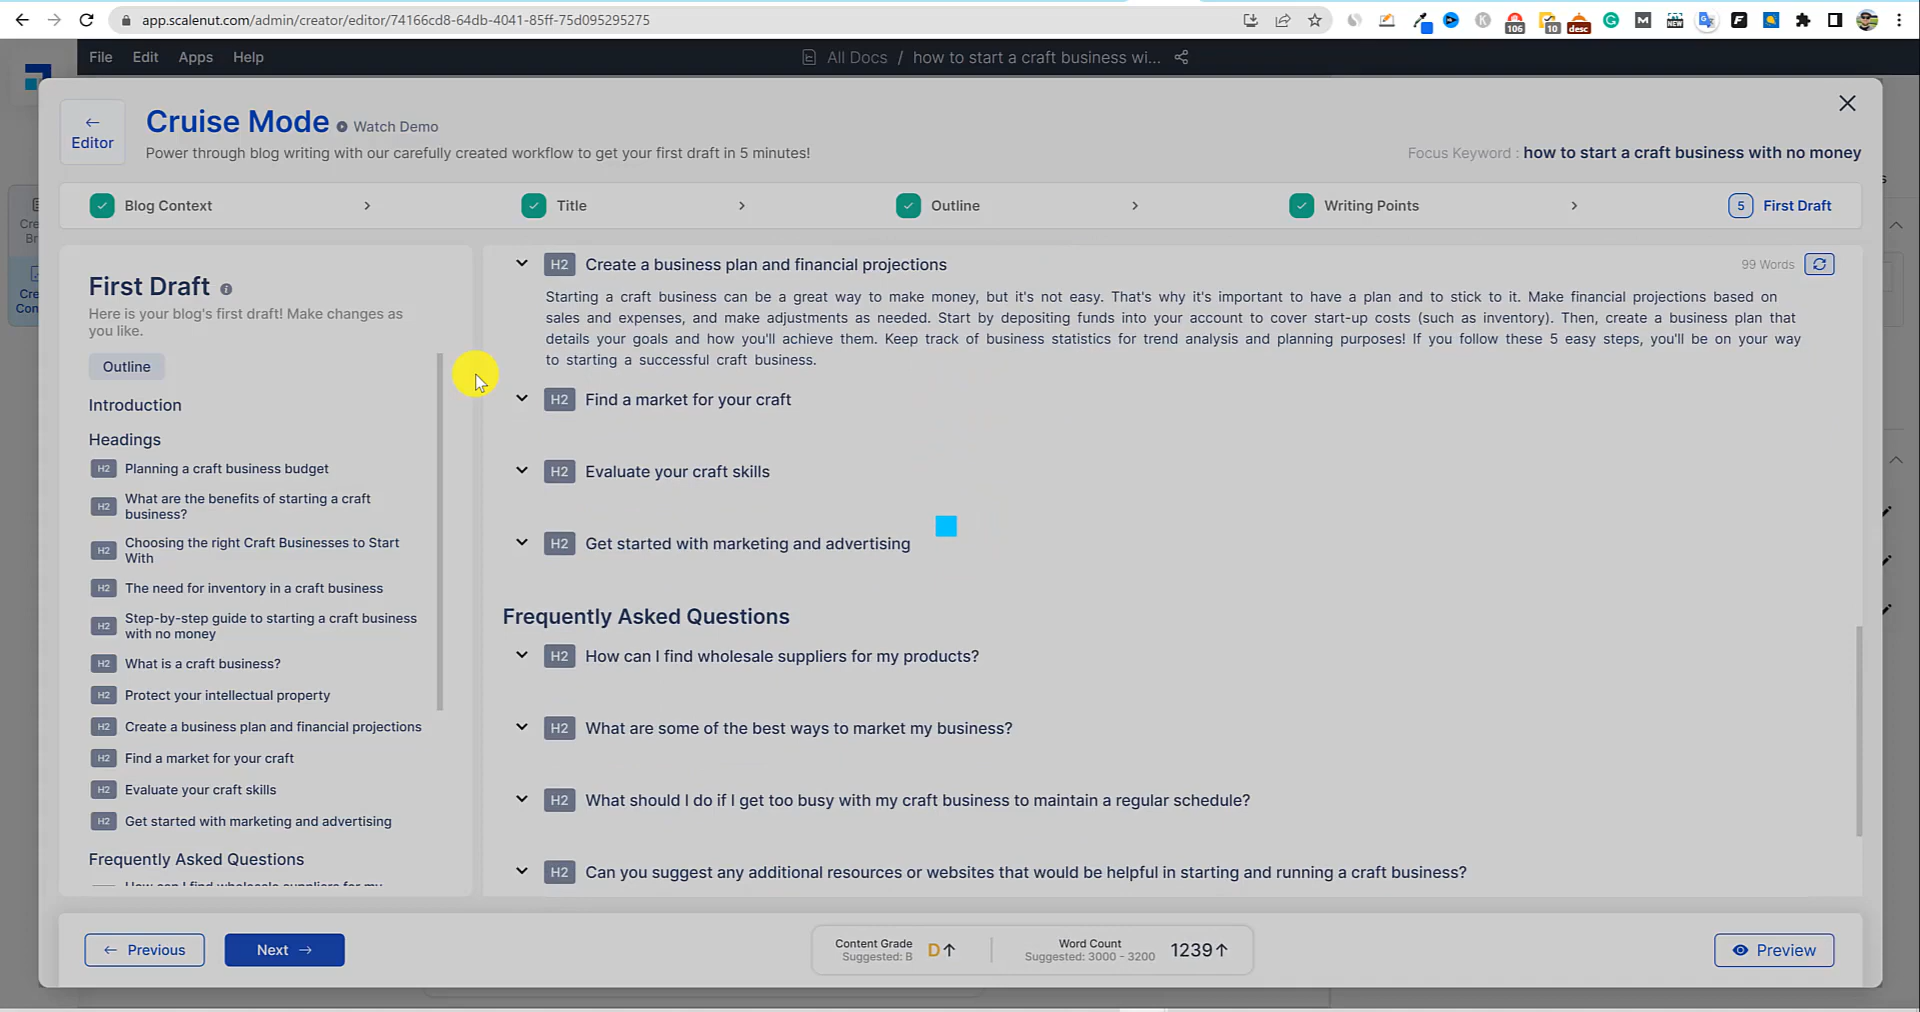 app.scalenut.com/admin/creator/editor/74166cd8-64db-4041-85ff-75d095295275
106
10
desc
NEW
File Edit Apps Help
All Docs / how to start a craft business wi...
← Editor
Cruise Mode
Watch Demo
Power through blog writing with our carefully created workflow to get your first draft in 5 minutes!
Focus Keyword : how to start a craft business with no money
Blog Context > Title > Outline > Writing Points > 5 First Draft
First Draft
Here is your blog's first draft! Make changes as
you like.
Outline
Introduction
Headings
H2 Planning a craft business budget
H2 What are the benefits of starting a craft
business?
H2 Choosing the right Craft Businesses to Start
With
H2 The need for inventory in a craft business
H2 Step-by-step guide to starting a craft business
with no money
H2 What is a craft business?
H2 Protect your intellectual property
H2 Create a business plan and financial projections
H2 Find a market for your craft
H2 Evaluate your craft skills
H2 Get started with marketing and advertising
Frequently Asked Questions
How can I find wholesale suppliers for my
H2 Create a business plan and financial projections
99 Words
Starting a craft business can be a great way to make money, but it's not easy. That's why it's important to have a plan and to stick to it. Make financial projections based on
sales and expenses, and make adjustments as needed. Start by depositing funds into your account to cover start-up costs (such as inventory). Then, create a business plan that
details your goals and how you'll achieve them. Keep track of business statistics for trend analysis and planning purposes! If you follow these 5 easy steps, you'll be on your way
to starting a successful craft business.
H2 Find a market for your craft
H2 Evaluate your craft skills
H2 Get started with marketing and advertising
Frequently Asked Questions
H2 How can I find wholesale suppliers for my products?
H2 What are some of the best ways to market my business?
H2 What should I do if I get too busy with my craft business to maintain a regular schedule?
H2 Can you suggest any additional resources or websites that would be helpful in starting and running a craft business?
← Previous
Next →
Content Grade
Suggested: B
D↑
Word Count
Suggested: 3000 - 3200
1239↑
Preview